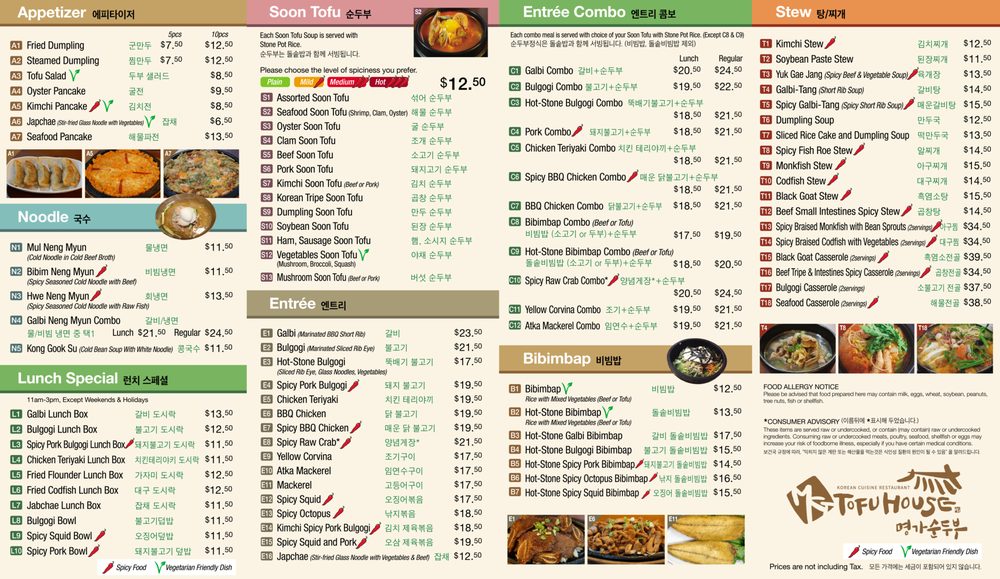 Appetizer 에피타이저
5pcs 10pcs
A1 Fried Dumpling 군만두 $7.50 $12.50
A2 Steamed Dumpling 찜만두 $7.50 $12.50
A3 Tofu Salad 두부 샐러드 $8.50
A4 Oyster Pancake 굴전 $9.50
A5 Kimchi Pancake 김치전 $8.50
A6 Japchae (Stir-fried Glass Noodle with Vegetables) 잡채 $6.50
A7 Seafood Pancake 해물파전 $13.50
A1
A5
A7
Noodle 국수
N1 Mul Neng Myun 물냉면 $11.50
(Cold Noodle in Cold Beef Broth)
N2 Bibim Neng Myun 비빔냉면 $11.50
(Spicy Seasoned Cold Noodle with Beef)
N3 Hwe Neng Myun 회냉면 $13.50
(Spicy Seasoned Cold Noodle with Raw Fish)
N4 Galbi Neng Myun Combo 갈비/냉면
물/비빔 냉면 중 택1 Lunch $21.50 Regular $24.50
N5 Kong Gook Su (Cold Bean Soup With White Noodle) 콩국수 $11.50
Lunch Special 런치 스페셜
11am-3pm, Except Weekends & Holidays
L1 Galbi Lunch Box 갈비 도시락 $13.50
L2 Bulgogi Lunch Box 불고기 도시락 $12.50
L3 Spicy Pork Bulgogi Lunch Box 돼지불고기 도시락 $11.50
L4 Chicken Teriyaki Lunch Box 치킨테리야키 도시락 $11.50
L5 Fried Flounder Lunch Box 가자미 도시락 $12.50
L6 Fried Codfish Lunch Box 대구 도시락 $12.50
L7 Jabchae Lunch Box 잡채 도시락 $11.50
L8 Bulgogi Bowl 불고기덥밥 $11.50
L9 Spicy Squid Bowl 오징어덥밥 $11.50
L10 Spicy Pork Bowl 돼지불고기 덮밥 $11.50
Spicy Food Vegetarian Friendly Dish
Soon Tofu 순두부
S2
Each Soon Tofu Soup is served with
Stone Pot Rice.
순두부는 돌솥밥과 함께 서빙됩니다.
Please choose the level of spiciness you prefer.
Plain Mild Medium Hot $12.50
S1 Assorted Soon Tofu 섞어 순두부
S2 Seafood Soon Tofu (Shrimp, Clam, Oyster) 해물 순두부
S3 Oyster Soon Tofu 굴 순두부
S4 Clam Soon Tofu 조개 순두부
S5 Beef Soon Tofu 소고기 순두부
S6 Pork Soon Tofu 돼지고기 순두부
S7 Kimchi Soon Tofu (Beef or Pork) 김치 순두부
S8 Korean Tripe Soon Tofu 곱창 순두부
S9 Dumpling Soon Tofu 만두 순두부
S10 Soybean Soon Tofu 된장 순두부
S11 Ham, Sausage Soon Tofu 햄, 소시지 순두부
S12 Vegetables Soon Tofu 야채 순두부
(Mushroom, Broccoli, Squash)
S13 Mushroom Soon Tofu (Beef or Pork) 버섯 순두부
Entrée 엔트리
E1 Galbi (Marinated BBQ Short Rib) 갈비 $23.50
E2 Bulgogi (Marinated Sliced Rib Eye) 불고기 $21.50
E3 Hot-Stone Bulgogi 뚝배기 불고기 $17.50
(Sliced Rib Eye, Glass Noodles, Vegetables)
E4 Spicy Pork Bulgogi 돼지 불고기 $19.50
E5 Chicken Teriyaki 치킨 테리야끼 $19.50
E6 BBQ Chicken 닭 불고기 $19.50
E7 Spicy BBQ Chicken 매운 닭 불고기 $19.50
E8 Spicy Raw Crab* 양념게장* $21.50
E9 Yellow Corvina 조기구이 $17.50
E10 Atka Mackerel 임연수구이 $17.50
E11 Mackerel 고등어구이 $17.50
E12 Spicy Squid 오징어볶음 $17.50
E13 Spicy Octopus 낚지볶음 $18.50
E14 Kimchi Spicy Pork Bulgogi 김치 제육볶음 $18.50
E15 Spicy Squid and Pork 오삼 제육볶음 $19.50
E16 Japchae (Stir-fried Glass Noodle with Vegetables & Beef) 잡채 $12.50
Entrée Combo 엔트리 콤보
Each combo meal is served with choice of your Soon Tofu with Stone Pot Rice. (Except C8 & C9)
순두부정식은 돌솥밥과 함께 서빙됩니다. (비빔밥, 돌솥비빔밥 제외)
Lunch Regular
C1 Galbi Combo 갈비+순두부 $20.50 $24.50
C2 Bulgogi Combo 불고기+순두부 $19.50 $22.50
C3 Hot-Stone Bulgogi Combo 뚝배기불고기+순두부
$18.50 $21.50
C4 Pork Combo 돼지불고기+순두부 $18.50 $21.50
C5 Chicken Teriyaki Combo 치킨 테리야끼+순두부
$18.50 $21.50
C6 Spicy BBQ Chicken Combo 매운 닭불고기+순두부
$18.50 $21.50
C7 BBQ Chicken Combo 닭불고기+순두부 $18.50 $21.50
C8 Bibimbap Combo (Beef or Tofu)
비빔밥 (소고기 or 두부)+순두부 $17.50 $19.50
C9 Hot-Stone Bibimbap Combo (Beef or Tofu)
돌솥비빔밥 (소고기 or 두부)+순두부 $18.50 $20.50
C10 Spicy Raw Crab Combo* 양념게장*+순두부
$20.50 $24.50
C11 Yellow Corvina Combo 조기+순두부 $19.50 $21.50
C12 Atka Mackerel Combo 임연수+순두부 $19.50 $21.50
Bibimbap 비빔밥
B1 Bibimbap 비빔밥 $12.50
Rice with Mixed Vegetables (Beef or Tofu)
B2 Hot-Stone Bibimbap 돌솥비빔밥 $13.50
Rice with Mixed Vegetables (Beef or Tofu)
B3 Hot-Stone Galbi Bibimbap 갈비 돌솥비빔밥 $17.50
B4 Hot-Stone Bulgogi Bibimbap 불고기 돌솥비빔밥 $15.50
B5 Hot-Stone Spicy Pork Bibimbap 돼지불고기 돌솥비빔밥 $14.50
B6 Hot-Stone Spicy Octopus Bibimbap 낙지 돌솥비빔밥 $16.50
B7 Hot-Stone Spicy Squid Bibimbap 오징어 돌솥비빔밥 $15.50
E1
E6
E11
Stew 탕/찌개
T1 Kimchi Stew 김치찌개 $12.50
T2 Soybean Paste Stew 된장찌개 $11.50
T3 Yuk Gae Jang (Spicy Beef & Vegetable Soup) 육개장 $13.50
T4 Galbi-Tang (Short Rib Soup) 갈비탕 $14.50
T5 Spicy Galbi-Tang (Spicy Short Rib Soup) 매운갈비탕 $15.50
T6 Dumpling Soup 만두국 $12.50
T7 Sliced Rice Cake and Dumpling Soup 떡만두국 $13.50
T8 Spicy Fish Roe Stew 알찌개 $14.50
T9 Monkfish Stew 아구찌개 $15.50
T10 Codfish Stew 대구찌개 $14.50
T11 Black Goat Stew 흑염소탕 $15.50
T12 Beef Small Intestines Spicy Stew 곱창탕 $14.50
T13 Spicy Braised Monkfish with Bean Sprouts (2servings) 아구찜 $34.50
T14 Spicy Braised Codfish with Vegetables (2servings) 대구찜 $34.50
T15 Black Goat Casserole (2servings) 흑염소전골 $39.50
T16 Beef Tripe & Intestines Spicy Casserole (2servings) 곱창전골 $34.50
T17 Bulgogi Casserole (2servings) 소불고기 전골 $37.50
T18 Seafood Casserole (2servings) 해물전골 $38.50
T4
T8
T18
FOOD ALLERGY NOTICE
Please be advised that food prepared here may contain milk, eggs, wheat, soybean, peanuts,
tree nuts, fish or shellfish.
*CONSUMER ADVISORY (이름뒤에 *표시해 두었습니다.)
These items are served raw or undercooked, or contain (may contain) raw or undercooked
ingredients. Consuming raw or undercooked meats, poultry, seafood, shellfish or eggs may
increase your risk of foodborne illness, especially if you have certain medical conditions.
KOREAN CUISINE RESTAURANT
TOFU HOUSE
명가순두부
Spicy Food Vegetarian Friendly Dish
Prices are not including Tax. 모든 가격에는 세금이 포함되어 있지 않습니다.